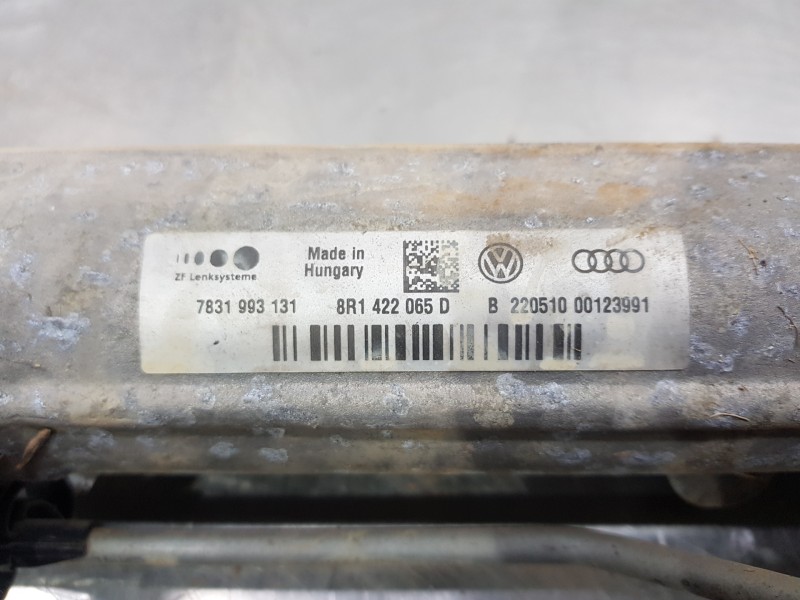 ZF Lenksysteme
Made in
Hungary
7831 993 131 8R1 422 065 D B 220510 00123991